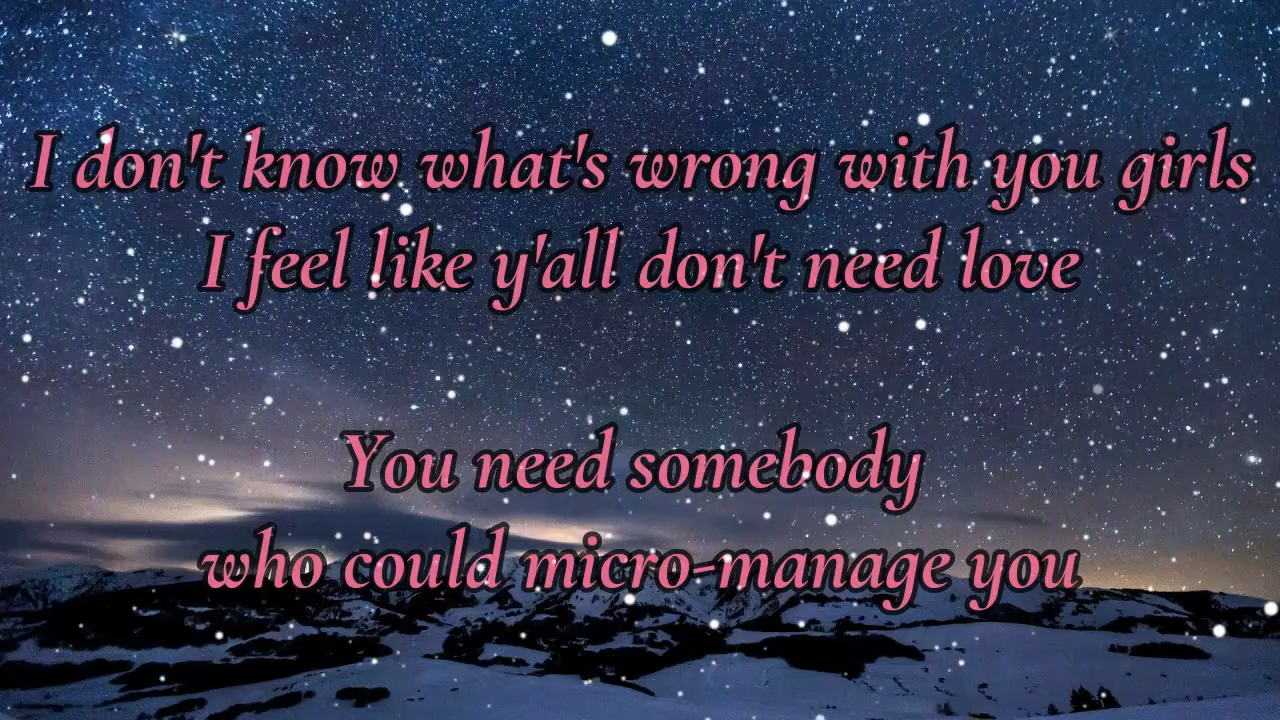 I don't know what's wrong with you girls
I feel like y'all don't need love
You need somebody
who could micro-manage you